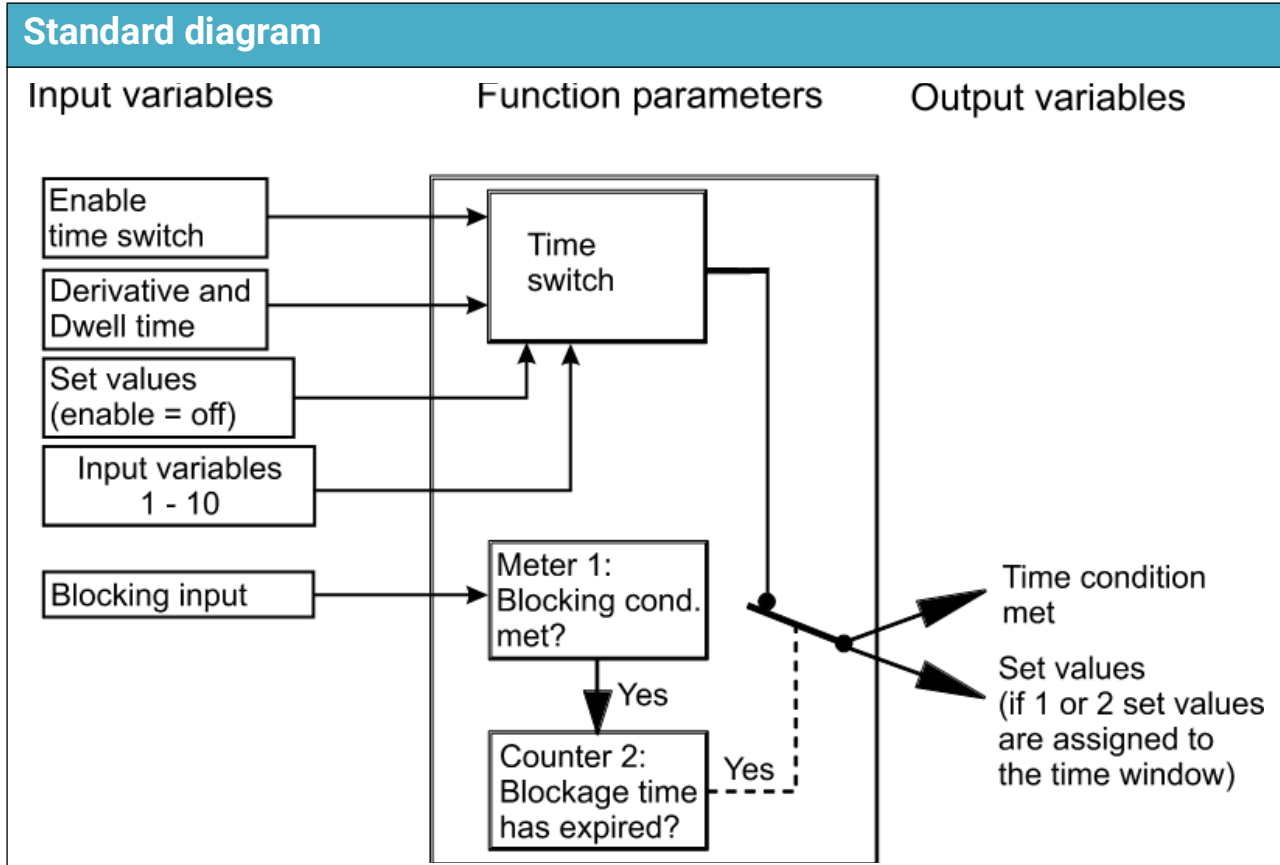 Standard diagram
Input variables
Function parameters
Output variables
Enable
time switch
Derivative and
Dwell time
Set values
(enable = off)
Input variables
1 - 10
Blocking input
Time
switch
Meter 1:
Blocking cond.
met?
Yes
Counter 2:
Blockage time
has expired?
Yes
Time condition
met
Set values
(if 1 or 2 set values
are assigned to
the time window)